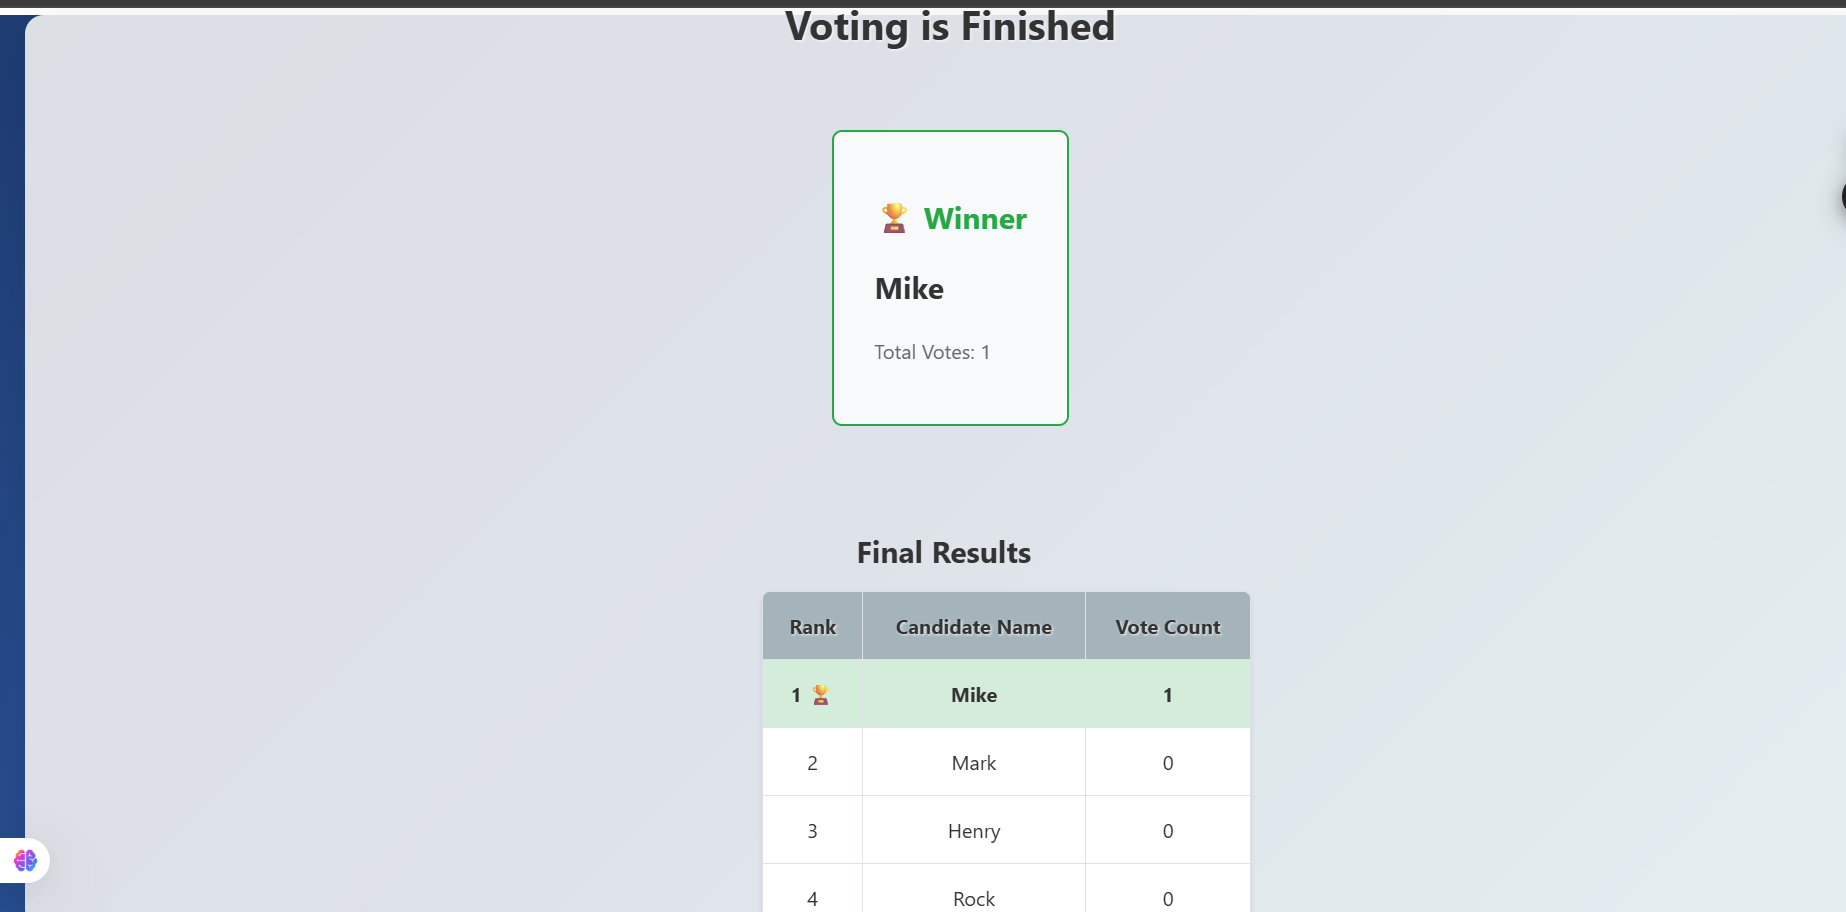 Voting is Finished
🏆 Winner
Mike
Total Votes: 1
Final Results
Rank Candidate Name Vote Count
1 🏆 Mike 1
2 Mark 0
3 Henry 0
4 Rock 0